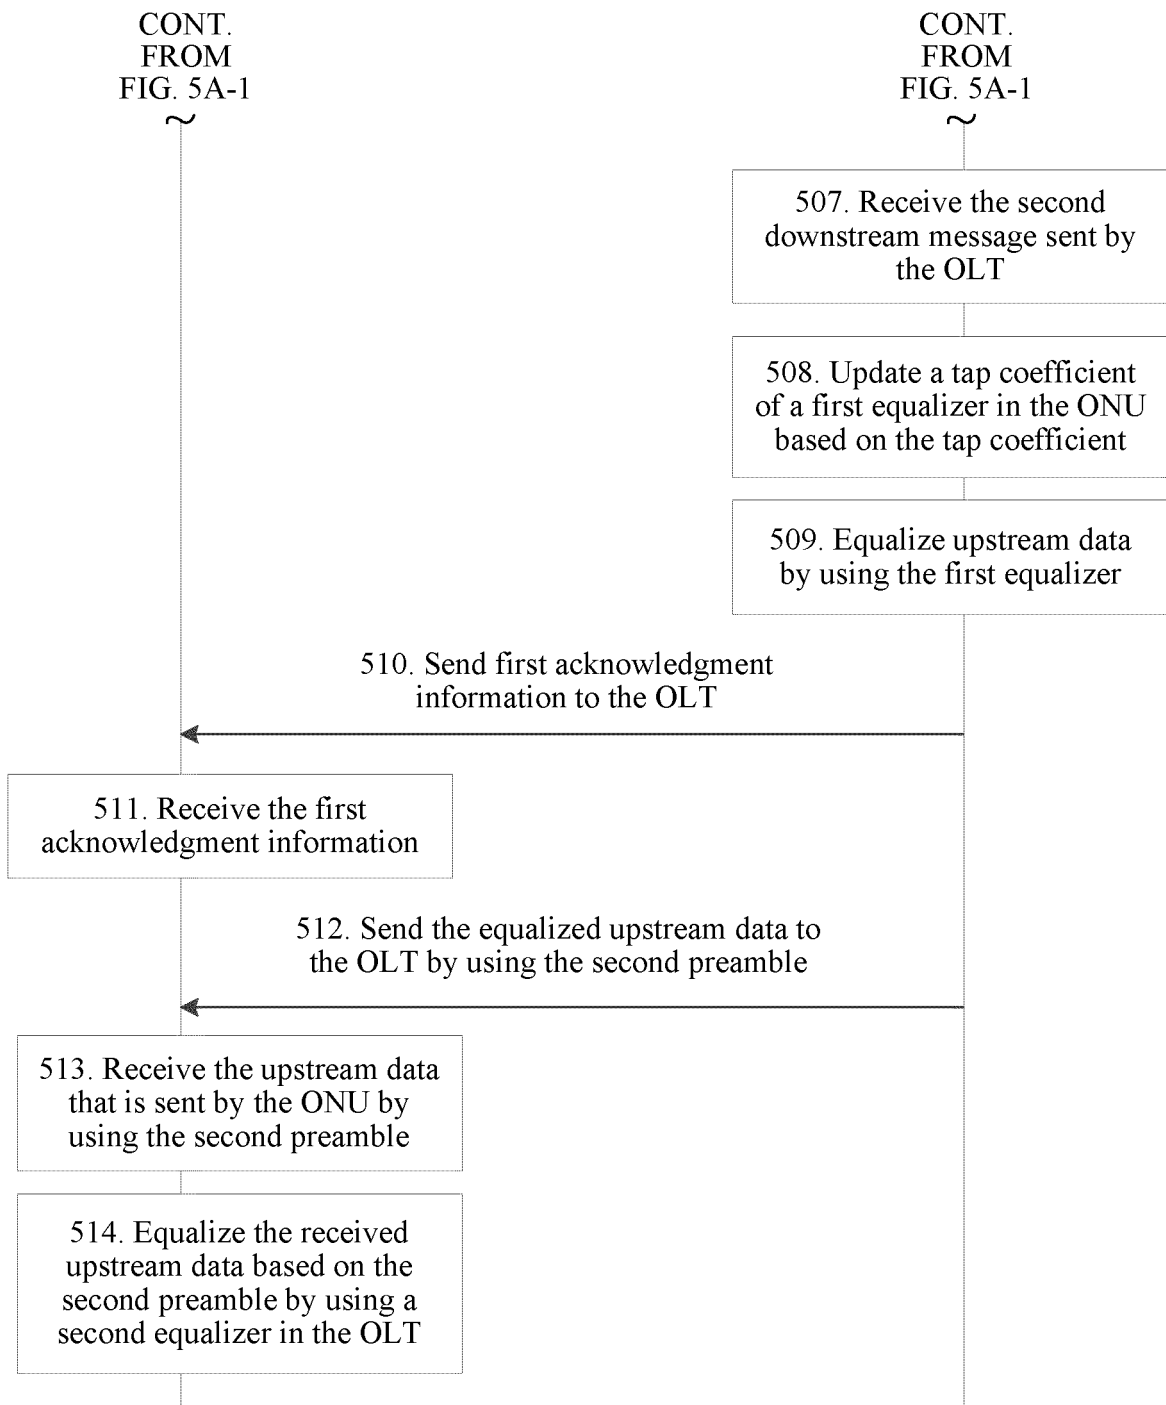 CONT.
FROM
FIG. 5A-1
CONT.
FROM
FIG. 5A-1
507. Receive the second
downstream message sent by
the OLT
508. Update a tap coefficient
of a first equalizer in the ONU
based on the tap coefficient
509. Equalize upstream data
by using the first equalizer
510. Send first acknowledgment
information to the OLT
511. Receive the first
acknowledgment information
512. Send the equalized upstream data to
the OLT by using the second preamble
513. Receive the upstream data
that is sent by the ONU by
using the second preamble
514. Equalize the received
upstream data based on the
second preamble by using a
second equalizer in the OLT